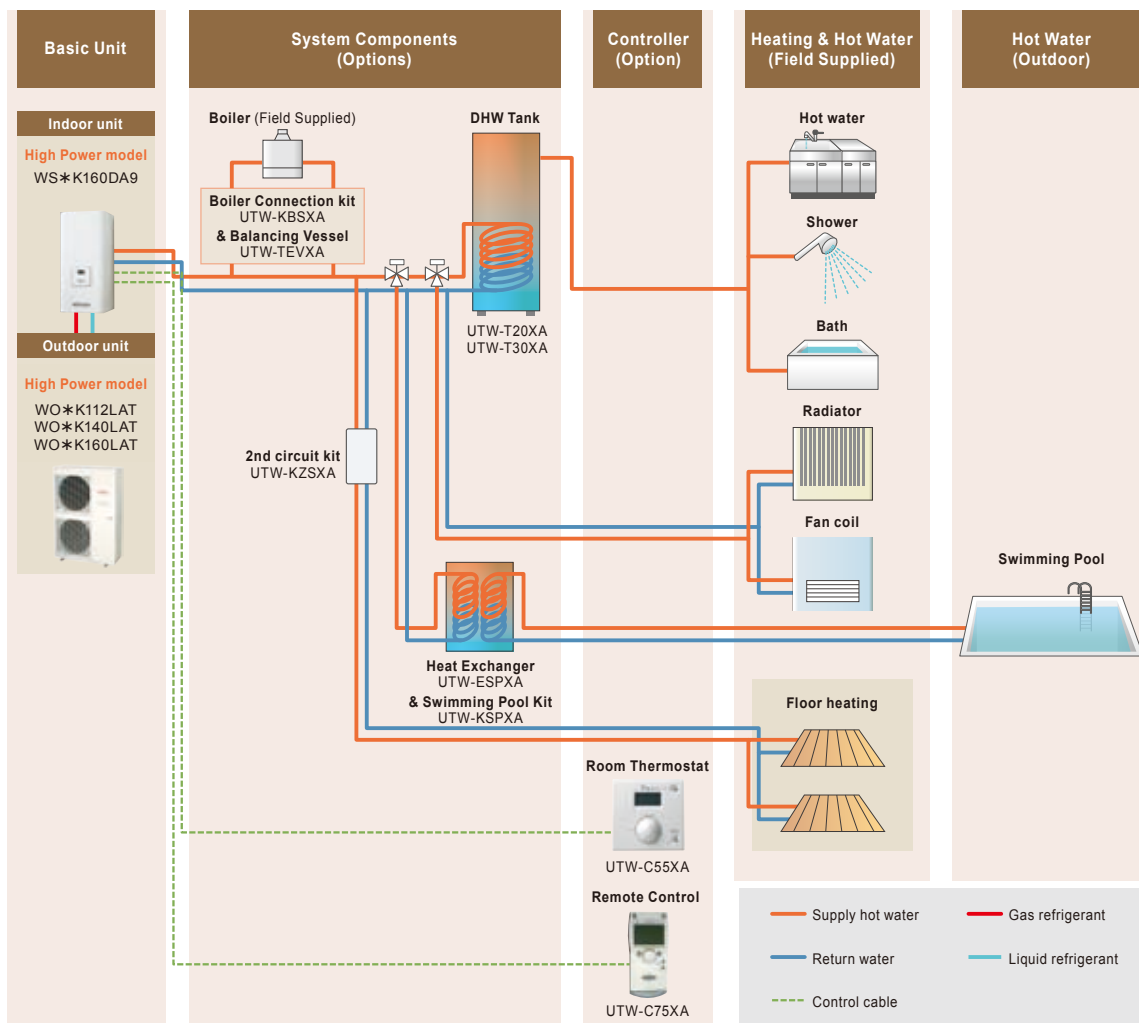 Basic Unit
System Components
(Options)
Controller
(Option)
Heating & Hot Water
(Field Supplied)
Hot Water
(Outdoor)
Indoor unit
High Power model
WS＊K160DA9
Outdoor unit
High Power model
WO＊K112LAT
WO＊K140LAT
WO＊K160LAT
Boiler (Field Supplied)
Boiler Connection kit
UTW-KBSXA
& Balancing Vessel
UTW-TEVXA
DHW Tank
UTW-T20XA
UTW-T30XA
2nd circuit kit
UTW-KZSXA
Heat Exchanger
UTW-ESPXA
& Swimming Pool Kit
UTW-KSPXA
Room Thermostat
UTW-C55XA
Remote Control
UTW-C75XA
Hot water
Shower
Bath
Radiator
Fan coil
Floor heating
Swimming Pool
Supply hot water
Gas refrigerant
Return water
Liquid refrigerant
Control cable